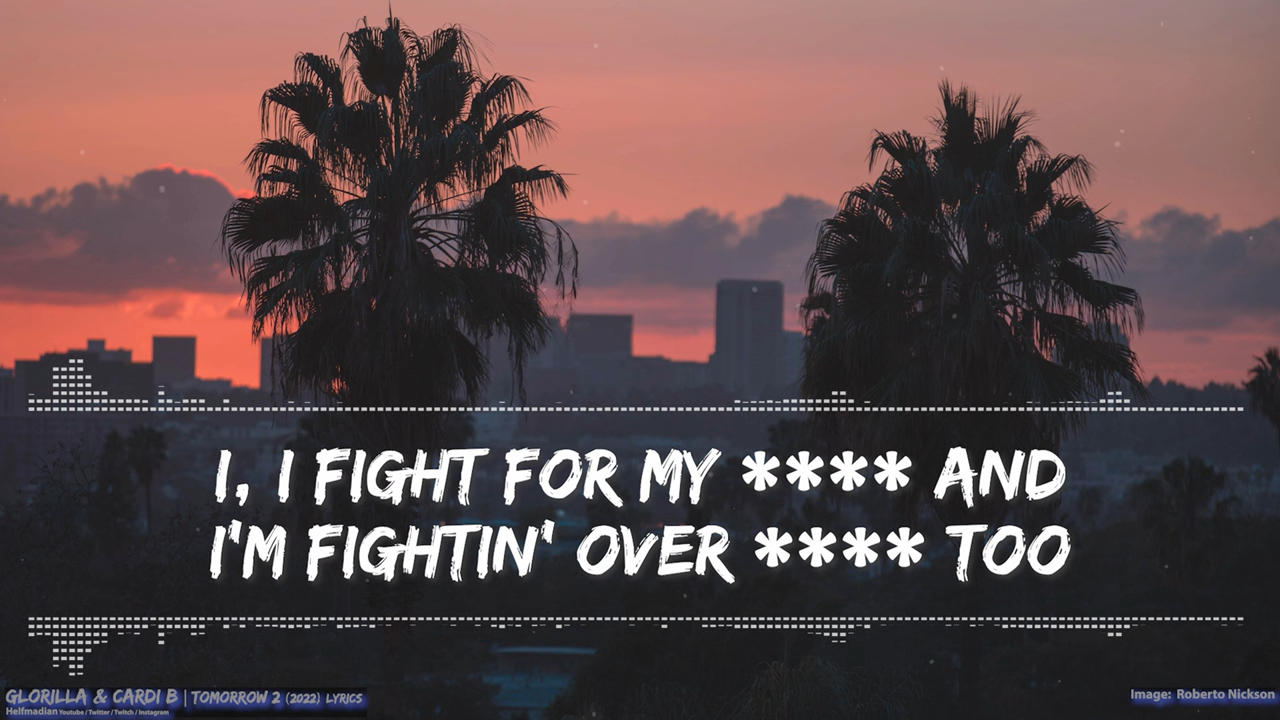 I, I FIGHT FOR MY **** AND
I'M FIGHTIN' OVER **** TOO
GLORILLA & CARDI B | TOMORROW 2 (2022) LYRICS
Helfmadian Youtube / Twitter / Twitch / Instagram
Image: Roberto Nickson